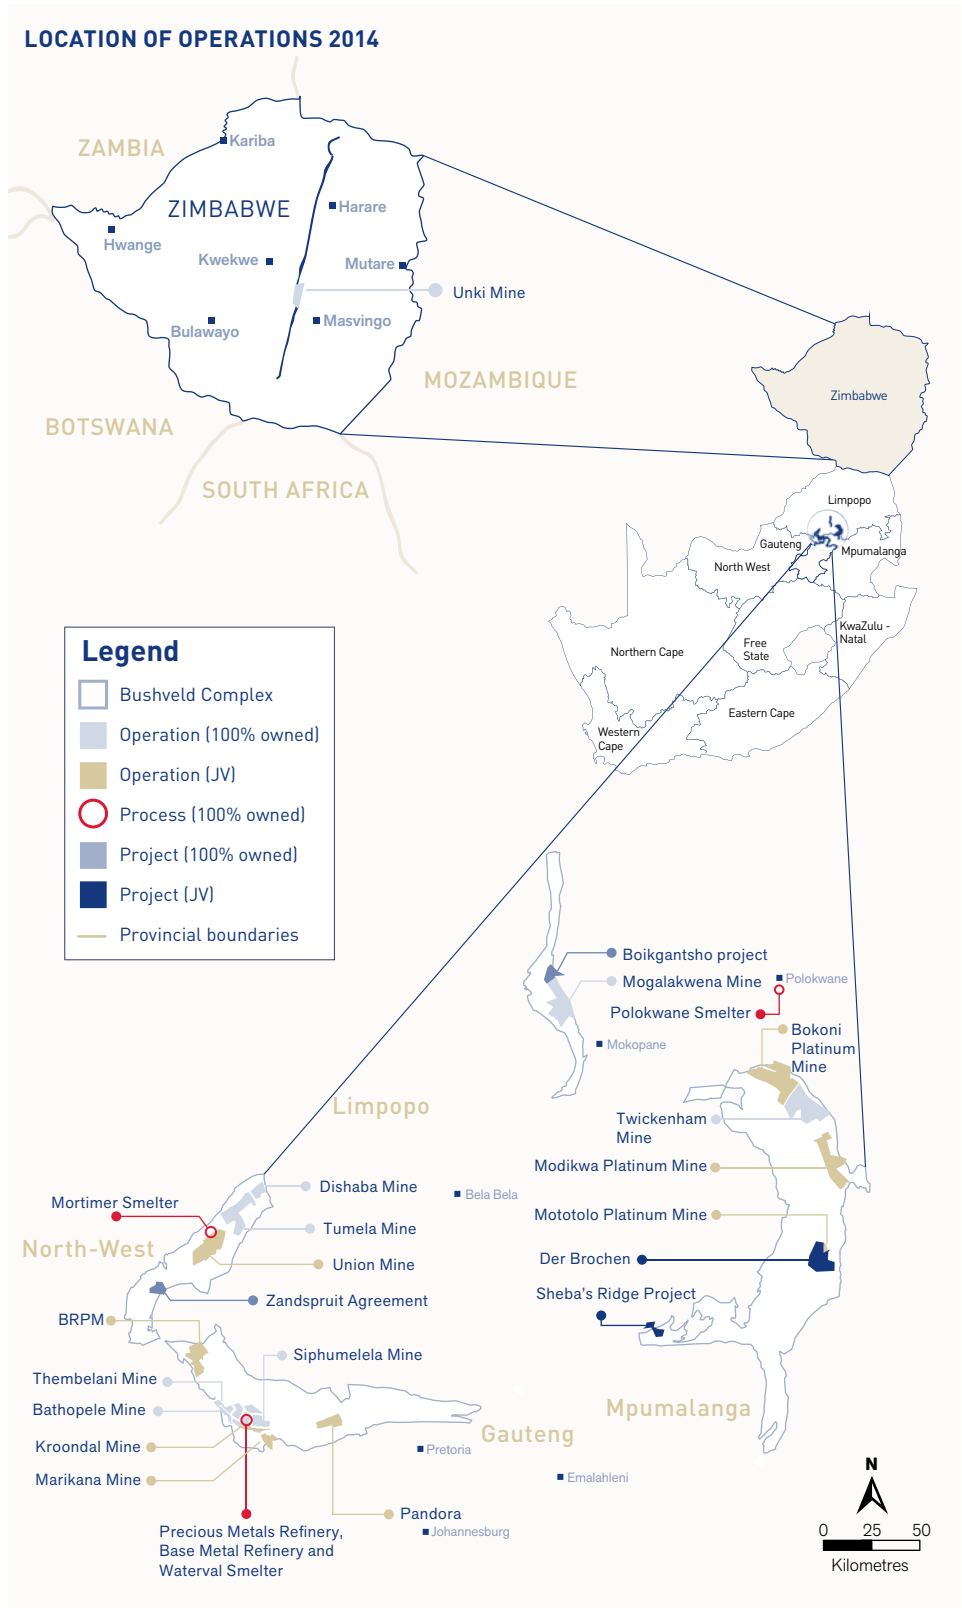 LOCATION OF OPERATIONS 2014
ZAMBIA
Kariba
ZIMBABWE
Harare
Hwange
Kwekwe
Mutare
Unki Mine
Bulawayo
Masvingo
MOZAMBIQUE
BOTSWANA
SOUTH AFRICA
Zimbabwe
Limpopo
Gauteng
Mpumalanga
North West
KwaZulu -
Natal
Northern Cape
Free
State
Eastern Cape
Western
Cape
Legend
Bushveld Complex
Operation (100% owned)
Operation (JV)
Process (100% owned)
Project (100% owned)
Project (JV)
Provincial boundaries
Boikgantsho project
Mogalakwena Mine
Polokwane
Polokwane Smelter
Bokoni
Platinum
Mine
Mokopane
Limpopo
Twickenham
Mine
Modikwa Platinum Mine
Mototolo Platinum Mine
Der Brochen
Sheba's Ridge Project
Mpumalanga
Dishaba Mine
Bela Bela
Mortimer Smelter
Tumela Mine
North-West
Union Mine
Zandspruit Agreement
BRPM
Siphumelela Mine
Thembelani Mine
Bathopele Mine
Kroondal Mine
Marikana Mine
Gauteng
Pretoria
Emalahleni
Pandora
Johannesburg
Precious Metals Refinery,
Base Metal Refinery and
Waterval Smelter
N
0 25 50
Kilometres